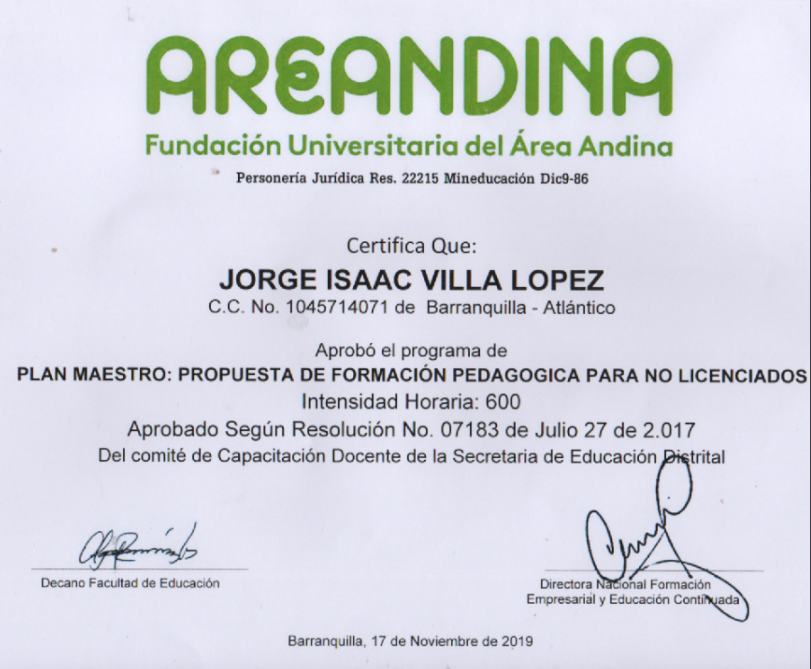 AREANDINA
Fundación Universitaria del Área Andina
Personería Jurídica Res. 22215 Mineducación Dic9-86
Certifica Que:
JORGE ISAAC VILLA LOPEZ
C.C. No. 1045714071 de Barranquilla - Atlántico
Aprobó el programa de
PLAN MAESTRO: PROPUESTA DE FORMACIÓN PEDAGOGICA PARA NO LICENCIADOS
Intensidad Horaria: 600
Aprobado Según Resolución No. 07183 de Julio 27 de 2.017
Del comité de Capacitación Docente de la Secretaria de Educación Distrital
Decano Facultad de Educación
Directora Nacional Formación
Empresarial y Educación Continuada
Barranquilla, 17 de Noviembre de 2019